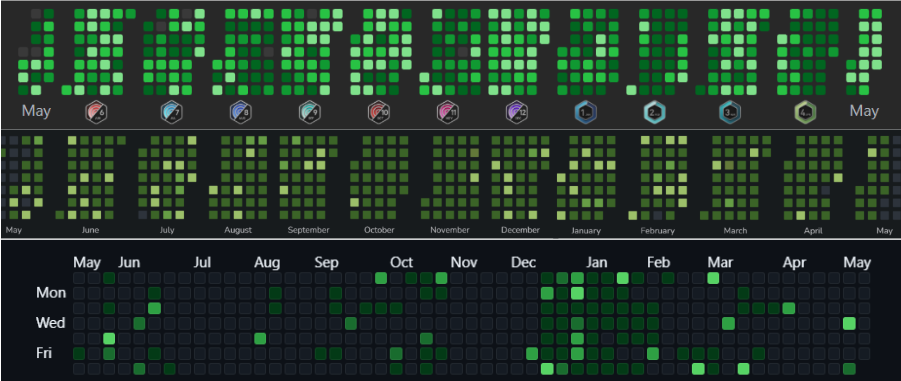 May 6 7 8 9 10 11 12 1 2 3 4 May
May June July August September October November December January February March April May
May Jun Jul Aug Sep Oct Nov Dec Jan Feb Mar Apr May
Mon
Wed
Fri